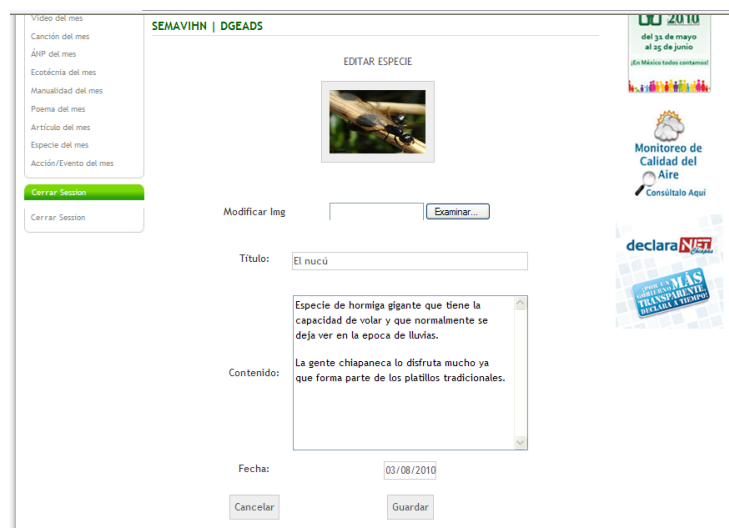 Video del mes
Canción del mes
ÁNP del mes
Ecotécnia del mes
Manualidad del mes
Poema del mes
Artículo del mes
Especie del mes
Acción/Evento del mes
Cerrar Session
Cerrar Session
SEMAVIHN | DGEADS
EDITAR ESPECIE
Modificar Img
Examinar...
Título:
El nucú
Contenido:
Especie de hormiga gigante que tiene la
capacidad de volar y que normalmente se
deja ver en la epoca de lluvias.
La gente chiapaneca lo disfruta mucho ya
que forma parte de los platillos tradicionales.
Fecha:
03/08/2010
Cancelar
Guardar
2010
del 31 de mayo
al 25 de junio
¡En México todos contamos!
Monitoreo de
Calidad del
Aire
Consúltalo Aquí
declaraNET
Chiapas
¡POR UN MÁS
GOBIERNO
TRANSPARENTE,
DECLARA A TIEMPO!